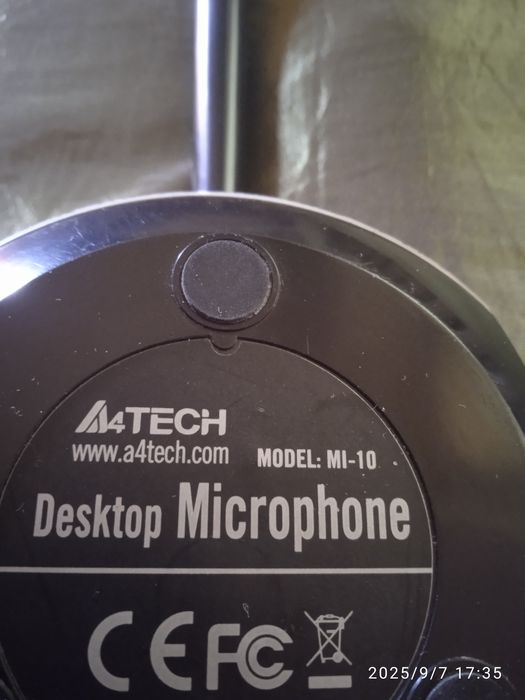 A4TECH
www.a4tech.com MODEL: MI-10
Desktop Microphone
CE FC
2025/9/7 17:35